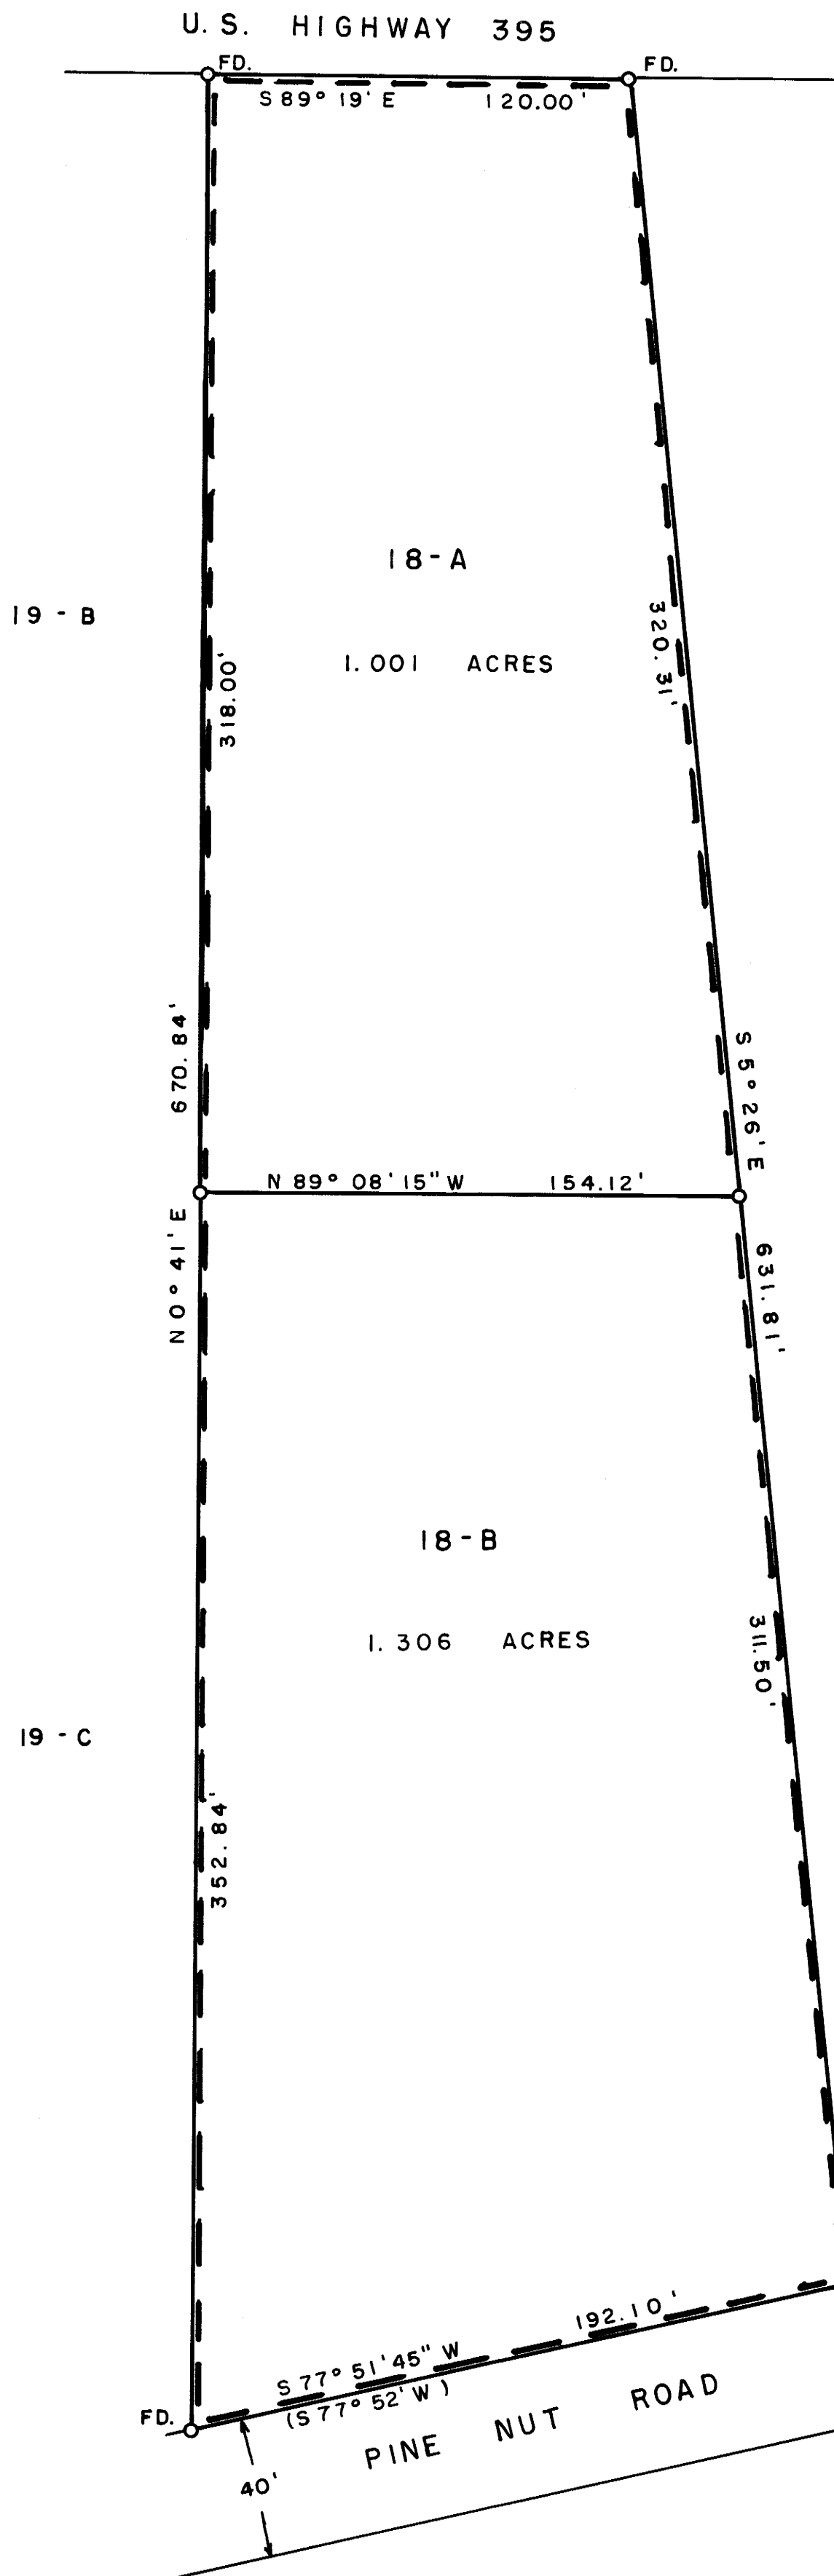 U.S. HIGHWAY 395
FD.
FD.
S 89° 19' E 120.00'
18-A
19 - B
1.001 ACRES
318.00'
320.31'
670.84'
S 5° 26' E
N 89° 08' 15" W 154.12'
N 0° 41' E
631.81'
18-B
1.306 ACRES
311.50'
19 - C
352.84'
192.10'
S 77° 51' 45" W
(S 77° 52' W)
FD.
PINE NUT ROAD
40'